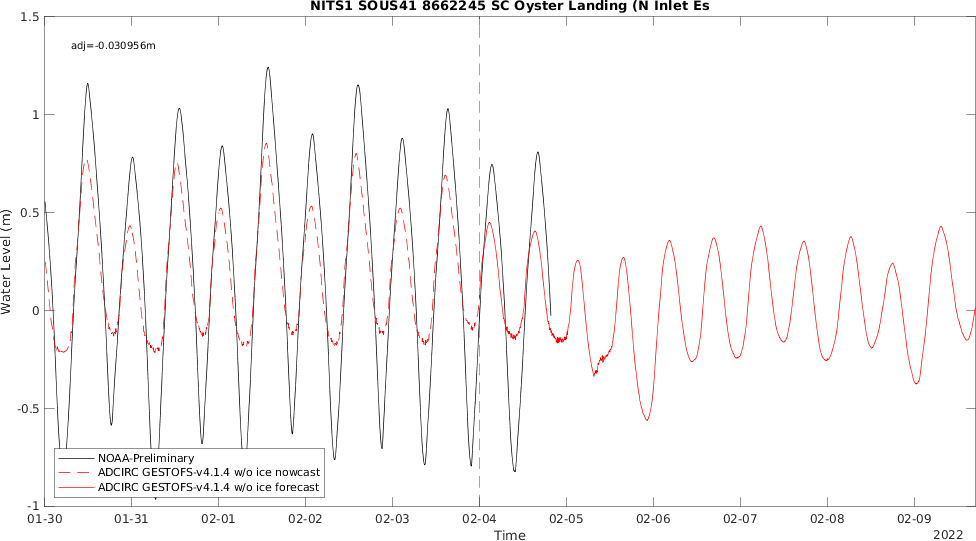 NITS1 SOUS41 8662245 SC Oyster Landing (N Inlet Es
adj=-0.030956m
Water Level (m)
1.5
1
0.5
0
-0.5
-1
NOAA-Preliminary
ADCIRC GESTOFS-v4.1.4 w/o ice nowcast
ADCIRC GESTOFS-v4.1.4 w/o ice forecast
01-30 01-31 02-01 02-02 02-03 02-04 02-05 02-06 02-07 02-08 02-09
Time
2022